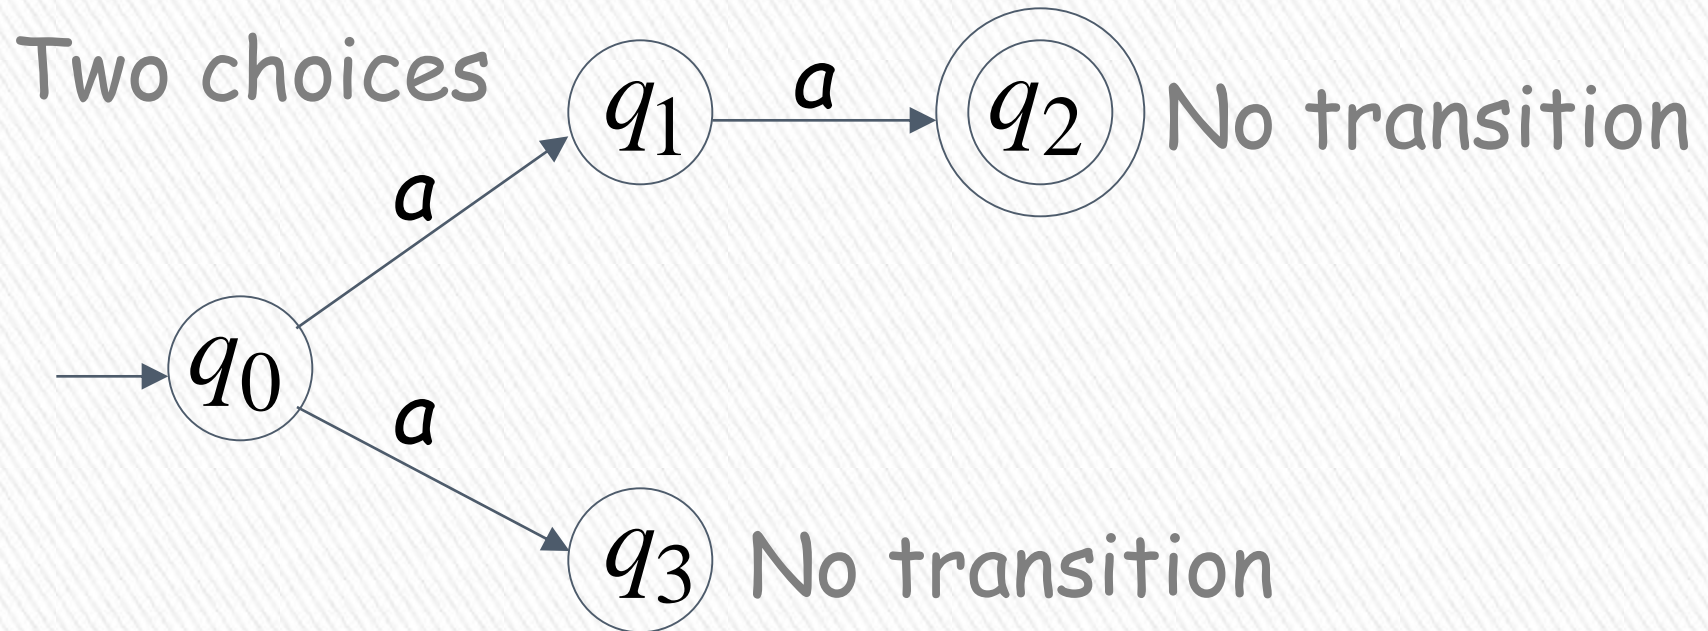 Two choices
a
q1
a
q2
No transition
a
q0
a
q3
No transition